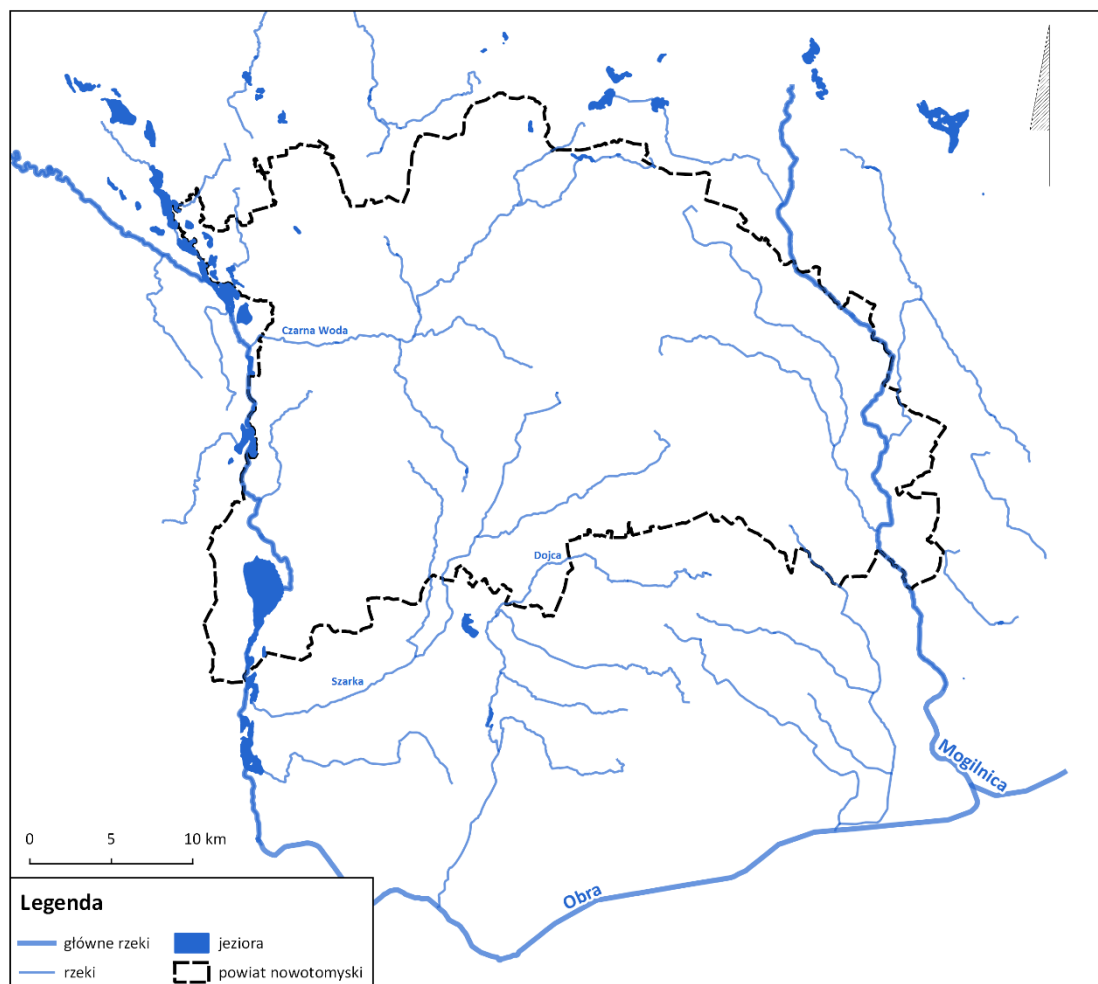 Czarna Woda
Dojca
Szarka
Mogilnica
0 5 10 km
Obra
Legenda
główne rzeki
jeziora
rzeki
powiat nowotomyski